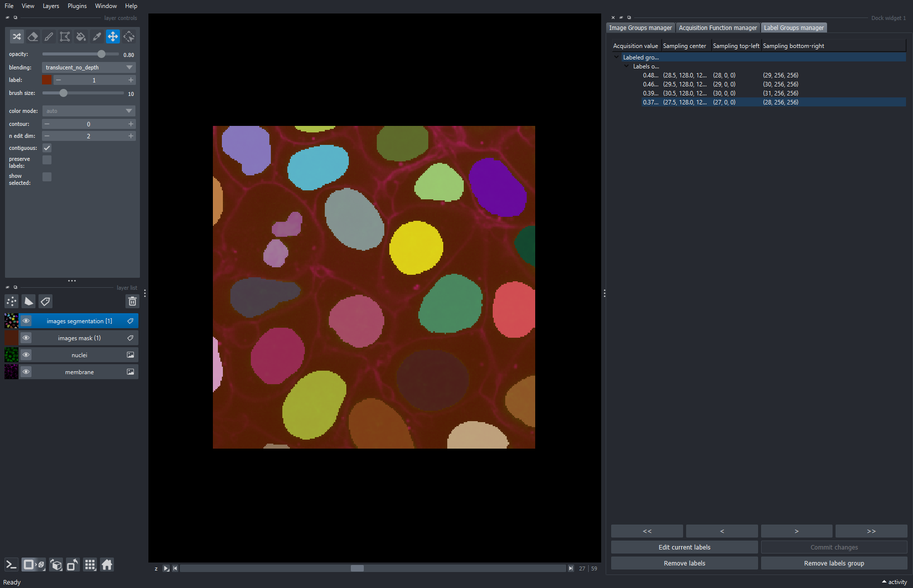 File View Layers Plugins Window Help
layer controls
opacity: 0.80
blending: translucent_no_depth
label: 1
brush size: 10
color mode: auto
contour: 0
n edit dim: 2
contiguous:
preserve
labels:
show
selected:
layer list
images segmentation [1]
images mask (1)
nuclei
membrane
Ready
z 27 59
Dock widget 1
Image Groups manager Acquisition Function manager Label Groups manager
Acquisition value Sampling center Sampling top-left Sampling bottom-right
Labeled gro...
Labels o...
0.48... (28.5, 128.0, 12... (28, 0, 0) (29, 256, 256)
0.46... (29.5, 128.0, 12... (29, 0, 0) (30, 256, 256)
0.39... (30.5, 128.0, 12... (30, 0, 0) (31, 256, 256)
0.37... (27.5, 128.0, 12... (27, 0, 0) (28, 256, 256)
<< < > >>
Edit current labels Commit changes
Remove labels Remove labels group
activity